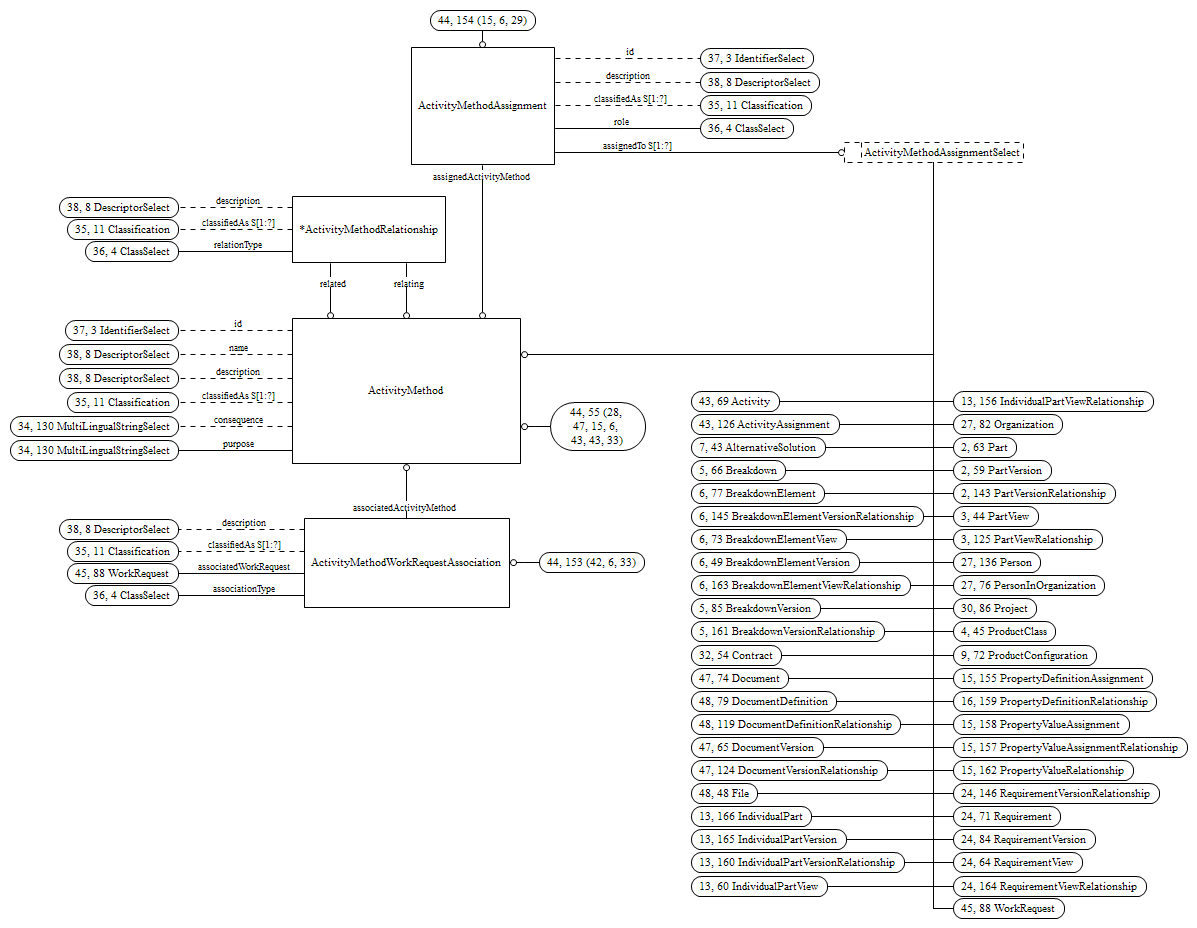 44, 154 (15, 6, 29)
ActivityMethodAssignment
id
37, 3 IdentifierSelect
description
38, 8 DescriptorSelect
classifiedAs S[1:?]
35, 11 Classification
role
36, 4 ClassSelect
assignedTo S[1:?]
ActivityMethodAssignmentSelect
assignedActivityMethod
*ActivityMethodRelationship
description
38, 8 DescriptorSelect
classifiedAs S[1:?]
35, 11 Classification
relationType
36, 4 ClassSelect
related
relating
ActivityMethod
id
37, 3 IdentifierSelect
name
38, 8 DescriptorSelect
description
38, 8 DescriptorSelect
classifiedAs S[1:?]
35, 11 Classification
consequence
34, 130 MultiLingualStringSelect
purpose
34, 130 MultiLingualStringSelect
44, 55 (28,
47, 15, 6,
43, 43, 33)
associatedActivityMethod
ActivityMethodWorkRequestAssociation
description
38, 8 DescriptorSelect
classifiedAs S[1:?]
35, 11 Classification
associatedWorkRequest
45, 88 WorkRequest
associationType
36, 4 ClassSelect
44, 153 (42, 6, 33)
43, 69 Activity
43, 126 ActivityAssignment
7, 43 AlternativeSolution
5, 66 Breakdown
6, 77 BreakdownElement
6, 145 BreakdownElementVersionRelationship
6, 73 BreakdownElementView
6, 49 BreakdownElementVersion
6, 163 BreakdownElementViewRelationship
5, 85 BreakdownVersion
5, 161 BreakdownVersionRelationship
32, 54 Contract
47, 74 Document
48, 79 DocumentDefinition
48, 119 DocumentDefinitionRelationship
47, 65 DocumentVersion
47, 124 DocumentVersionRelationship
48, 48 File
13, 166 IndividualPart
13, 165 IndividualPartVersion
13, 160 IndividualPartVersionRelationship
13, 60 IndividualPartView
13, 156 IndividualPartViewRelationship
27, 82 Organization
2, 63 Part
2, 59 PartVersion
2, 143 PartVersionRelationship
3, 44 PartView
3, 125 PartViewRelationship
27, 136 Person
27, 76 PersonInOrganization
30, 86 Project
4, 45 ProductClass
9, 72 ProductConfiguration
15, 155 PropertyDefinitionAssignment
16, 159 PropertyDefinitionRelationship
15, 158 PropertyValueAssignment
15, 157 PropertyValueAssignmentRelationship
15, 162 PropertyValueRelationship
24, 146 RequirementVersionRelationship
24, 71 Requirement
24, 84 RequirementVersion
24, 64 RequirementView
24, 164 RequirementViewRelationship
45, 88 WorkRequest